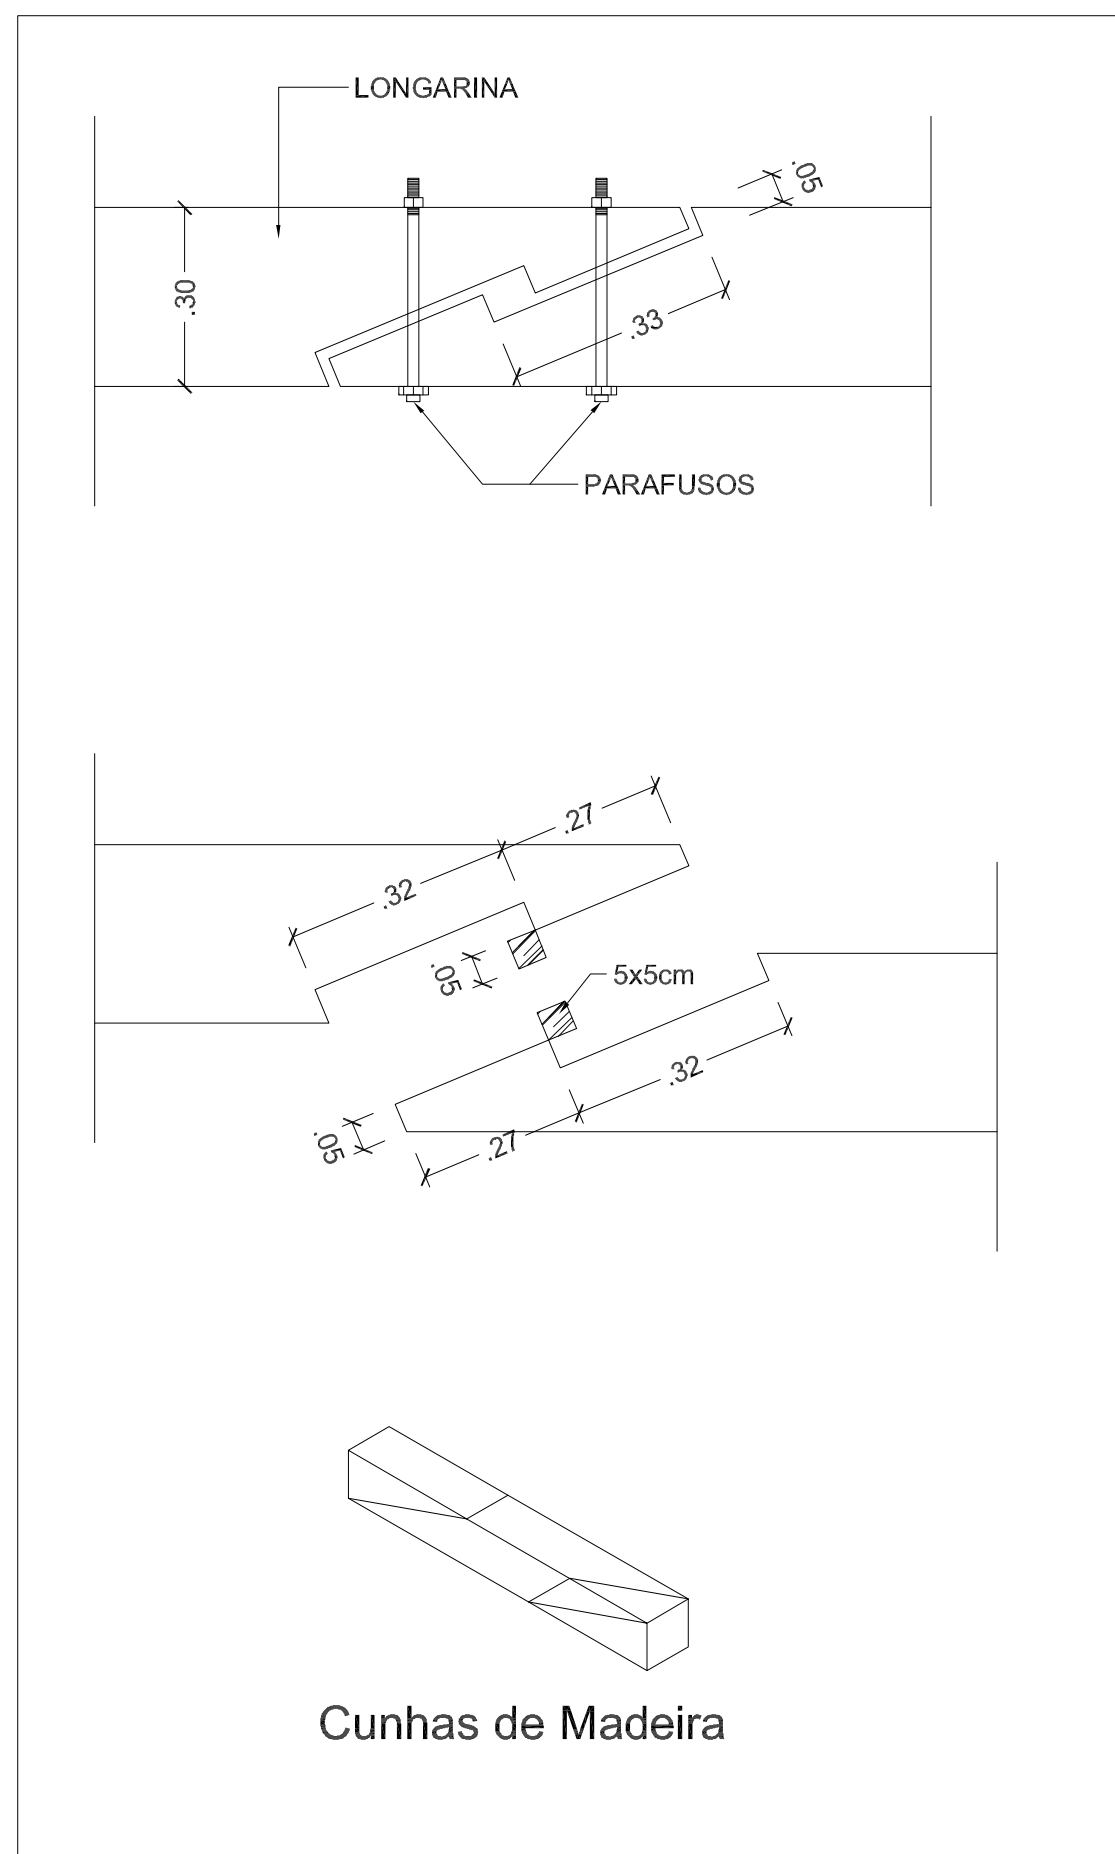 LONGARINA
.05
.30
.33
PARAFUSOS
.27
.32
.05
5x5cm
.32
.05
.27
Cunhas de Madeira